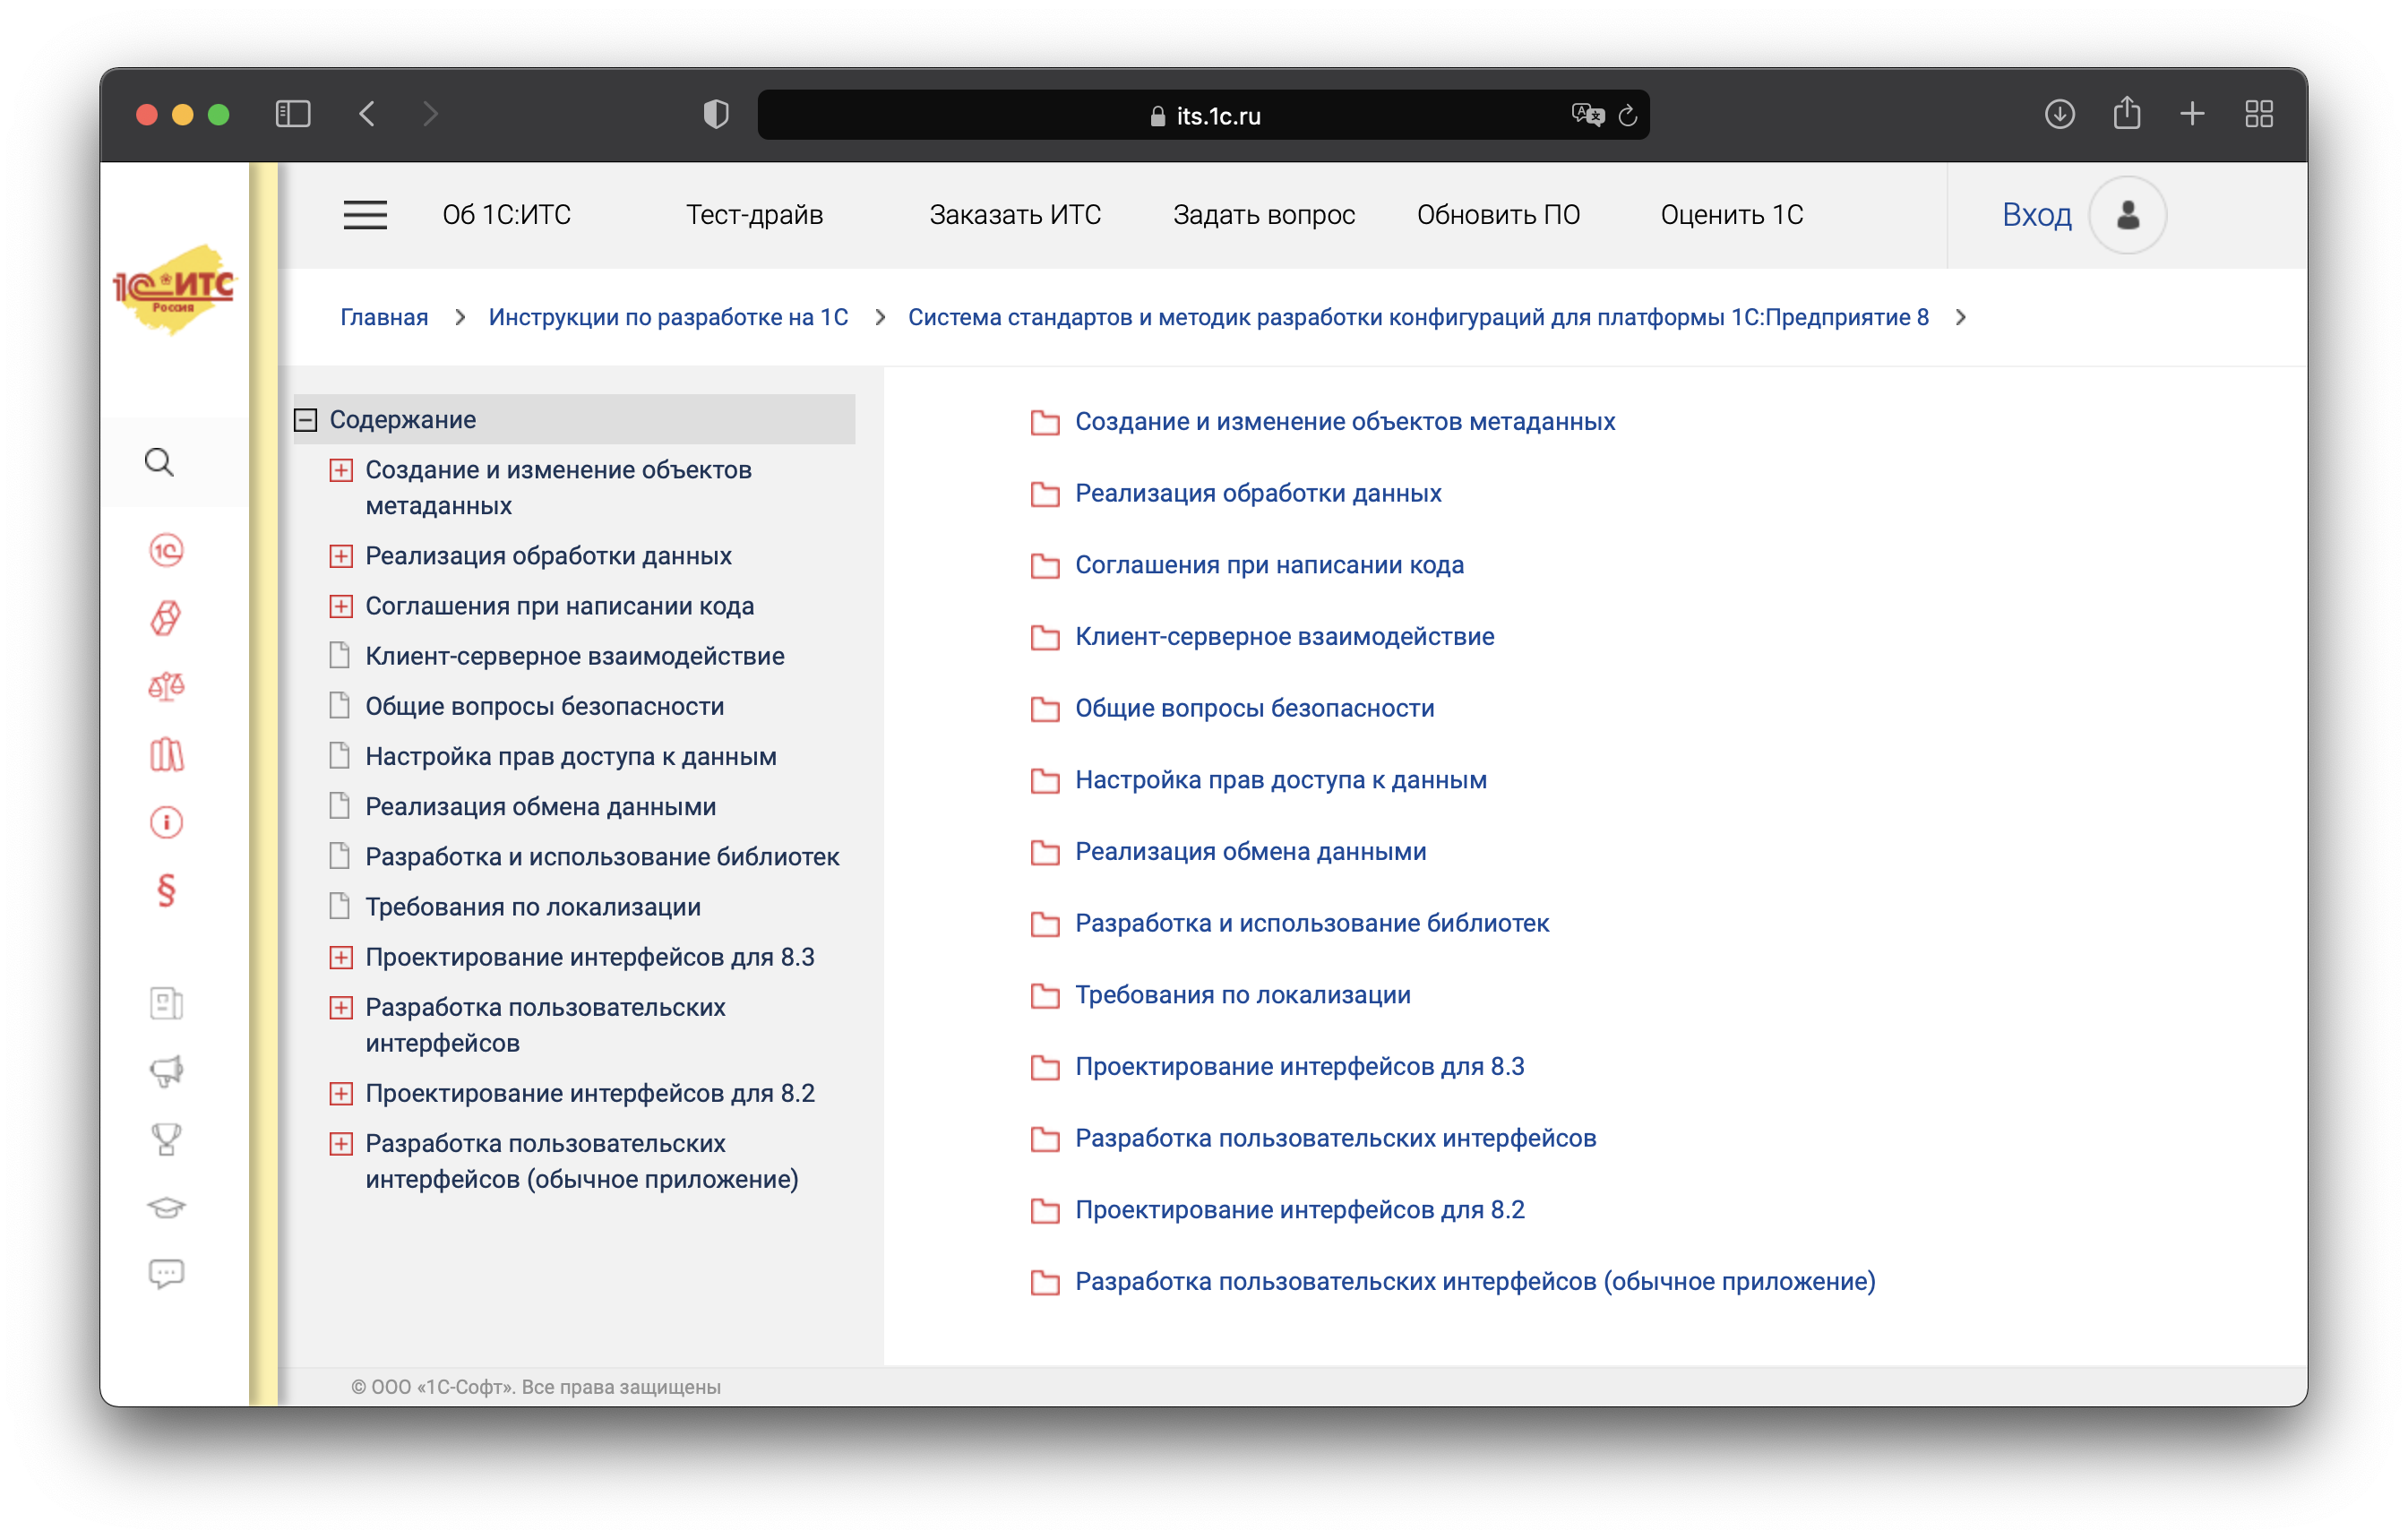 its.1c.ru
1С ИТС
Россия
Об 1С:ИТС
Тест-драйв
Заказать ИТС
Задать вопрос
Обновить ПО
Оценить 1С
Вход
Главная > Инструкции по разработке на 1С > Система стандартов и методик разработки конфигураций для платформы 1С:Предприятие 8 >
Содержание
Создание и изменение объектов
метаданных
Реализация обработки данных
Соглашения при написании кода
Клиент-серверное взаимодействие
Общие вопросы безопасности
Настройка прав доступа к данным
Реализация обмена данными
Разработка и использование библиотек
Требования по локализации
Проектирование интерфейсов для 8.3
Разработка пользовательских
интерфейсов
Проектирование интерфейсов для 8.2
Разработка пользовательских
интерфейсов (обычное приложение)
Создание и изменение объектов метаданных
Реализация обработки данных
Соглашения при написании кода
Клиент-серверное взаимодействие
Общие вопросы безопасности
Настройка прав доступа к данным
Реализация обмена данными
Разработка и использование библиотек
Требования по локализации
Проектирование интерфейсов для 8.3
Разработка пользовательских интерфейсов
Проектирование интерфейсов для 8.2
Разработка пользовательских интерфейсов (обычное приложение)
© ООО «1С-Софт». Все права защищены